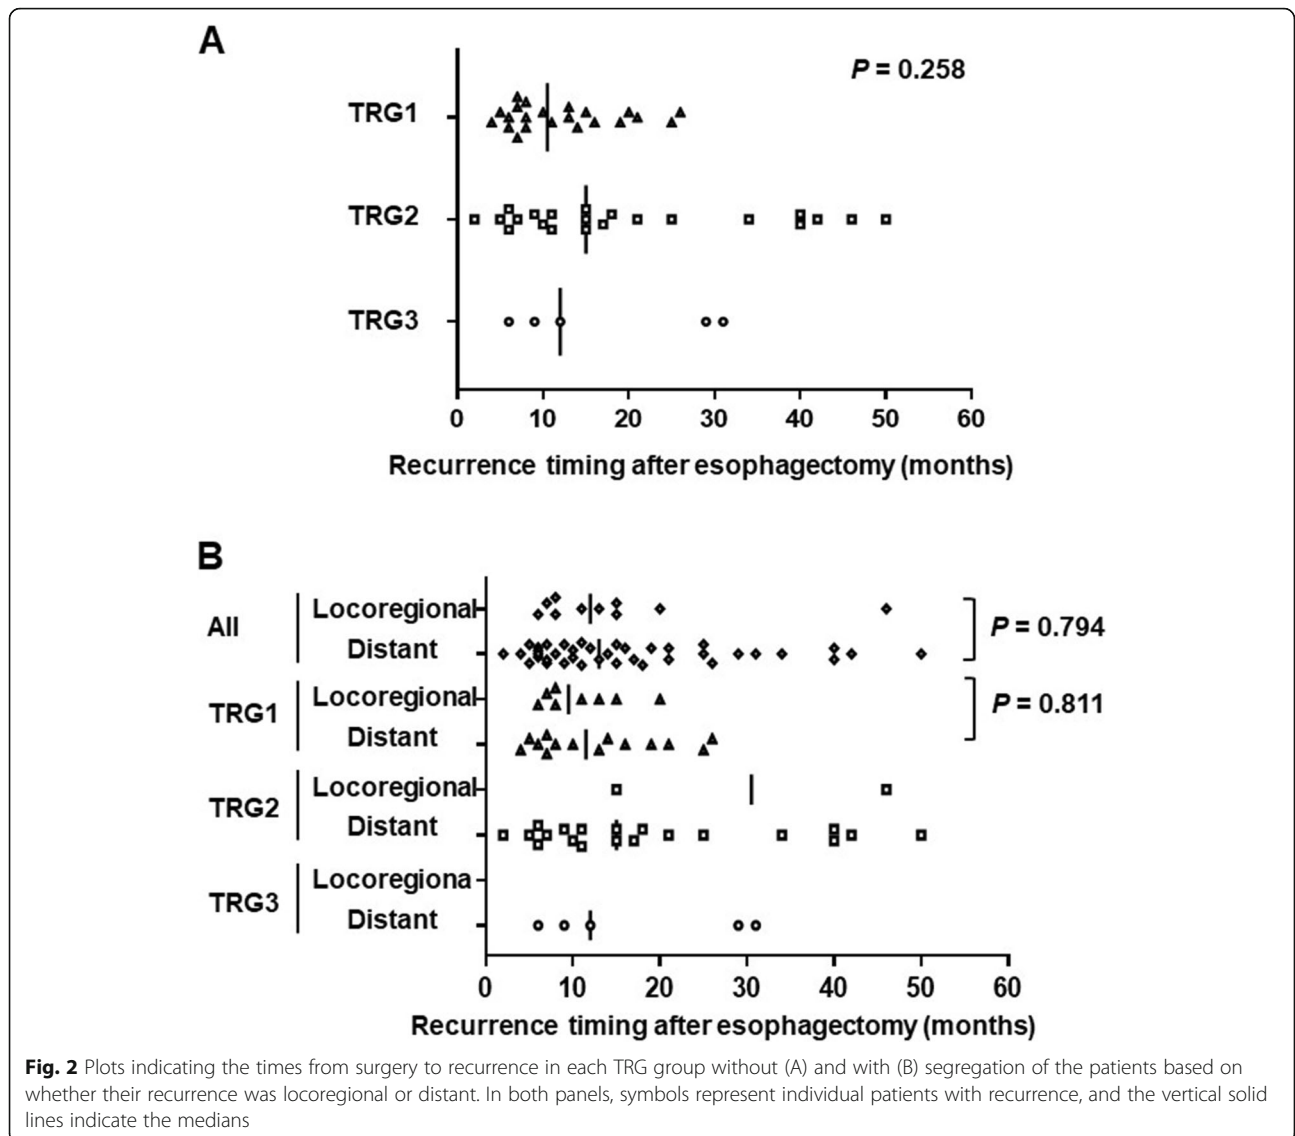 A
P = 0.258
TRG1
TRG2
TRG3
0 10 20 30 40 50 60
Recurrence timing after esophagectomy (months)
B
All
Locoregional
Distant
P = 0.794
TRG1
Locoregional
Distant
P = 0.811
TRG2
Locoregional
Distant
TRG3
Locoregiona
Distant
0 10 20 30 40 50 60
Recurrence timing after esophagectomy (months)
Fig. 2 Plots indicating the times from surgery to recurrence in each TRG group without (A) and with (B) segregation of the patients based on
whether their recurrence was locoregional or distant. In both panels, symbols represent individual patients with recurrence, and the vertical solid
lines indicate the medians